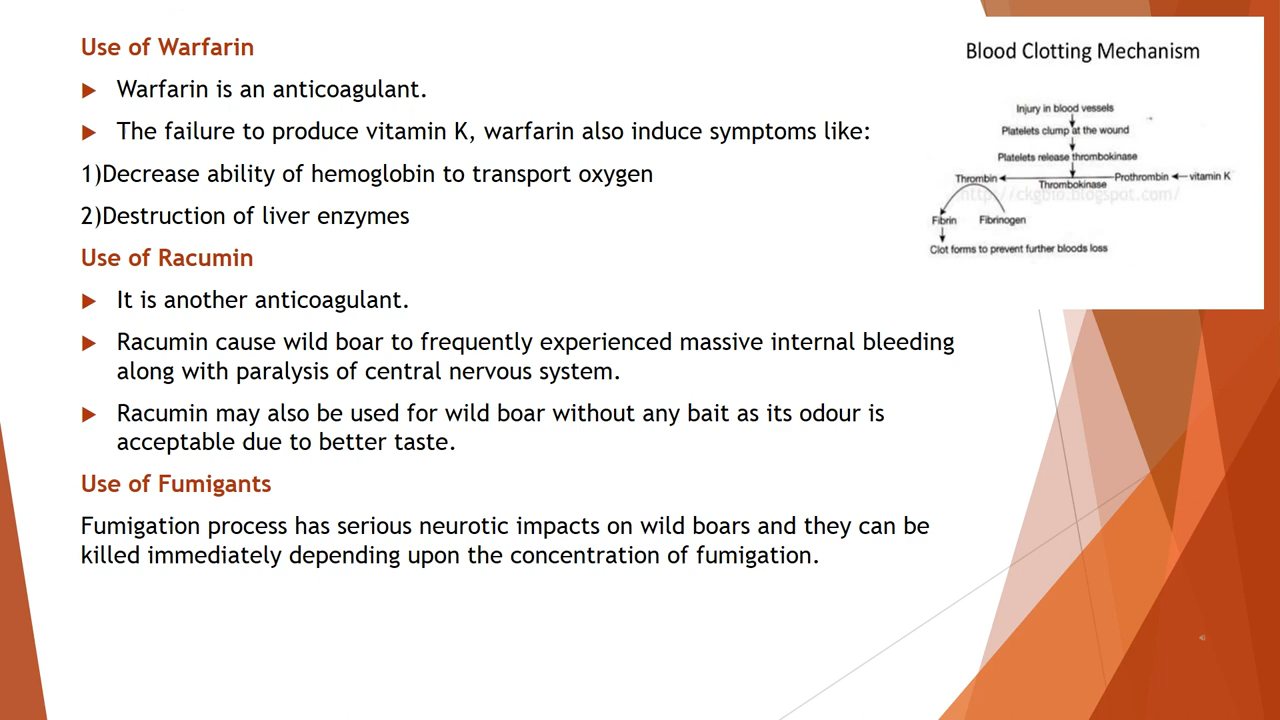 Use of Warfarin
Warfarin is an anticoagulant.
The failure to produce vitamin K, warfarin also induce symptoms like:
1)Decrease ability of hemoglobin to transport oxygen
2)Destruction of liver enzymes
Use of Racumin
It is another anticoagulant.
Racumin cause wild boar to frequently experienced massive internal bleeding
along with paralysis of central nervous system.
Racumin may also be used for wild boar without any bait as its odour is
acceptable due to better taste.
Use of Fumigants
Fumigation process has serious neurotic impacts on wild boars and they can be
killed immediately depending upon the concentration of fumigation.
Blood Clotting Mechanism
Injury in blood vessels
Platelets clump at the wound
Platelets release thrombokinase
Thrombin Prothrombin vitamin K
Thrombokinase
http://ckgbio.blogspot.com/
Fibrin Fibrinogen
Clot forms to prevent further bloods loss